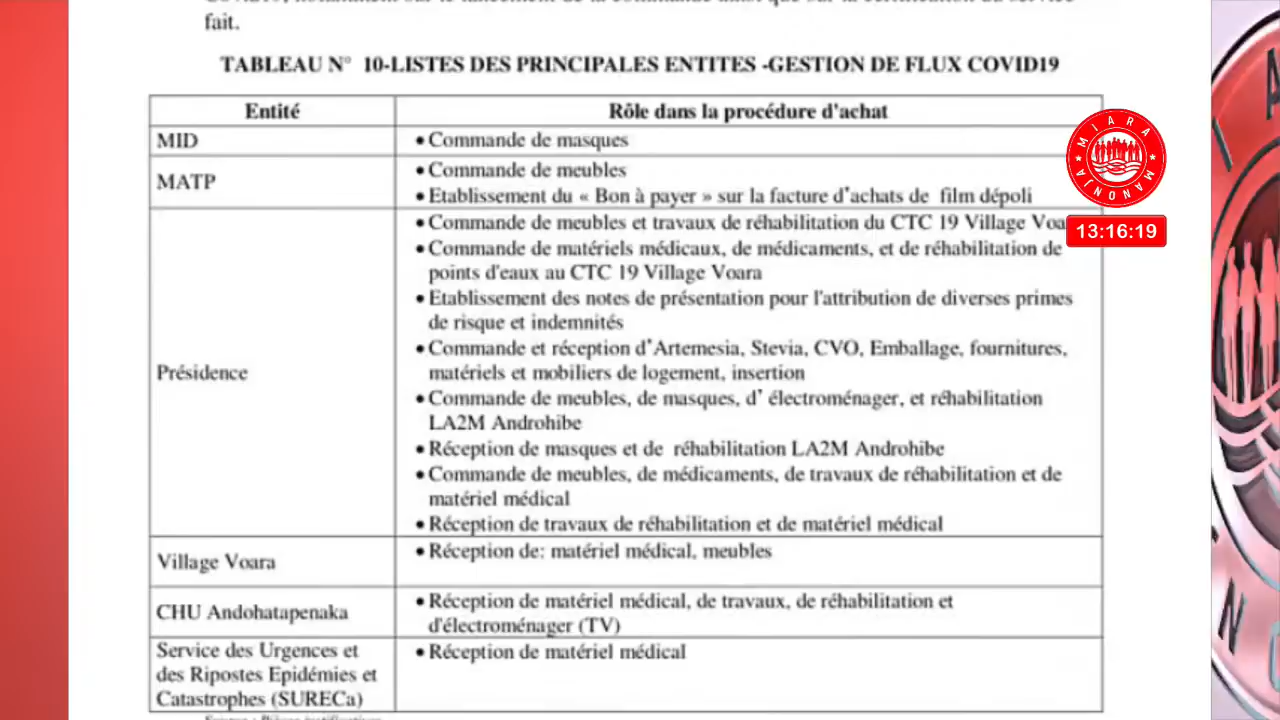 fait.
TABLEAU N° 10-LISTES DES PRINCIPALES ENTITES -GESTION DE FLUX COVID19
Entité
Rôle dans la procédure d'achat
MID
• Commande de masques
MATP
• Commande de meubles
• Etablissement du « Bon à payer » sur la facture d'achats de film dépoli
Présidence
• Commande de meubles et travaux de réhabilitation du CTC 19 Village Voa
• Commande de matériels médicaux, de médicaments, et de réhabilitation de
points d'eaux au CTC 19 Village Voara
• Etablissement des notes de présentation pour l'attribution de diverses primes
de risque et indemnités
• Commande et réception d'Artemesia, Stevia, CVO, Emballage, fournitures,
matériels et mobiliers de logement, insertion
• Commande de meubles, de masques, d' électroménager, et réhabilitation
LA2M Androhibe
• Réception de masques et de réhabilitation LA2M Androhibe
• Commande de meubles, de médicaments, de travaux de réhabilitation et de
matériel médical
• Réception de travaux de réhabilitation et de matériel médical
Village Voara
• Réception de: matériel médical, meubles
CHU Andohatapenaka
• Réception de matériel médical, de travaux, de réhabilitation et
d'électroménager (TV)
Service des Urgences et
des Ripostes Epidémies et
Catastrophes (SURECa)
• Réception de matériel médical
MIARA
MANONJA
13:16:19